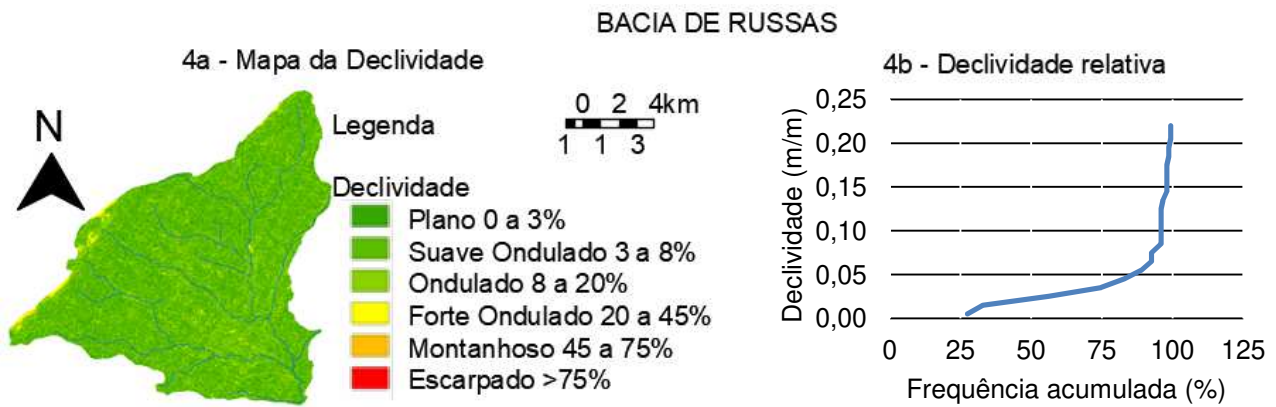 BACIA DE RUSSAS
4a - Mapa da Declividade
N
Legenda
0 2 4km
1 1 3
Declividade
Plano 0 a 3%
Suave Ondulado 3 a 8%
Ondulado 8 a 20%
Forte Ondulado 20 a 45%
Montanhoso 45 a 75%
Escarpado >75%
4b - Declividade relativa
Declividade (m/m)
0,25
0,20
0,15
0,10
0,05
0,00
0 25 50 75 100 125
Frequência acumulada (%)